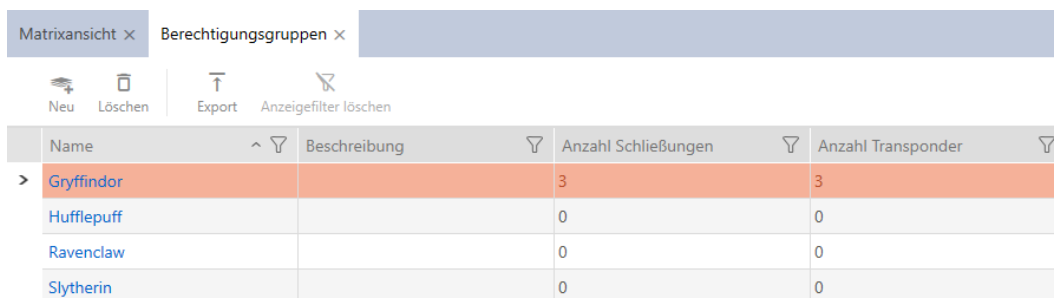 Matrixansicht × Berechtigungsgruppen ×
Neu Löschen Export Anzeigefilter löschen
Name Beschreibung Anzahl Schließungen Anzahl Transponder
Gryffindor 3 3
Hufflepuff 0 0
Ravenclaw 0 0
Slytherin 0 0